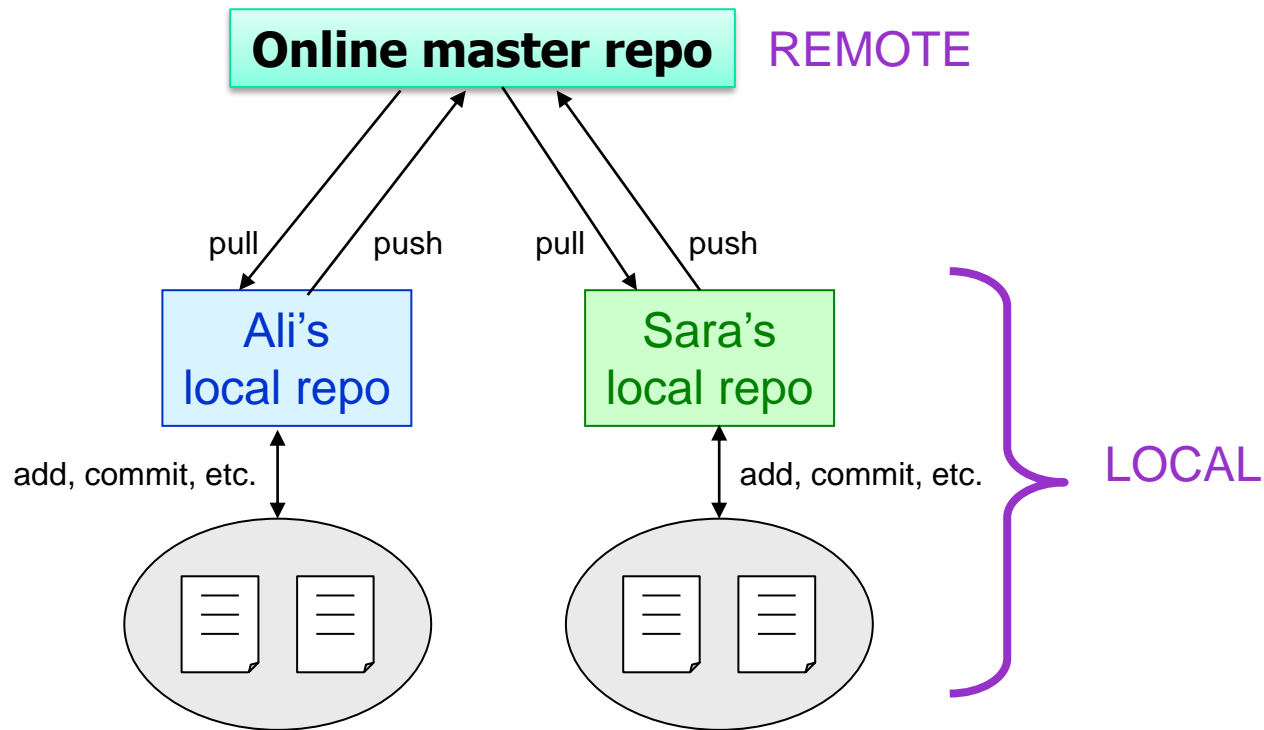 Online master repo
REMOTE
pull
push
pull
push
Ali's
local repo
Sara's
local repo
add, commit, etc.
add, commit, etc.
LOCAL